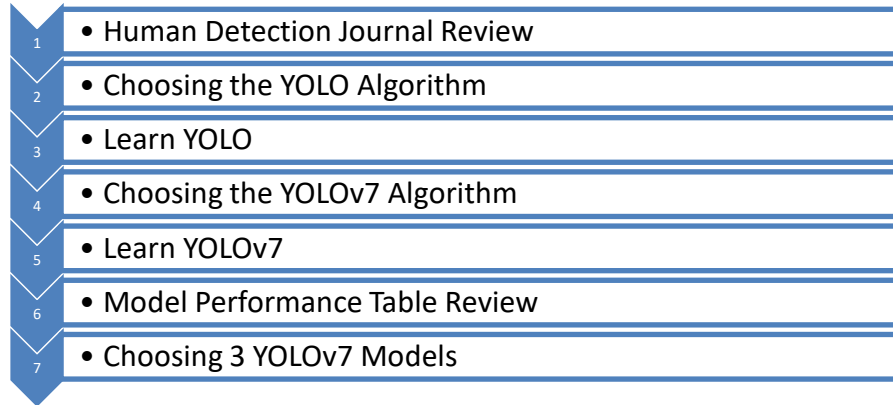 1 • Human Detection Journal Review
2 • Choosing the YOLO Algorithm
3 • Learn YOLO
4 • Choosing the YOLOv7 Algorithm
5 • Learn YOLOv7
6 • Model Performance Table Review
7 • Choosing 3 YOLOv7 Models